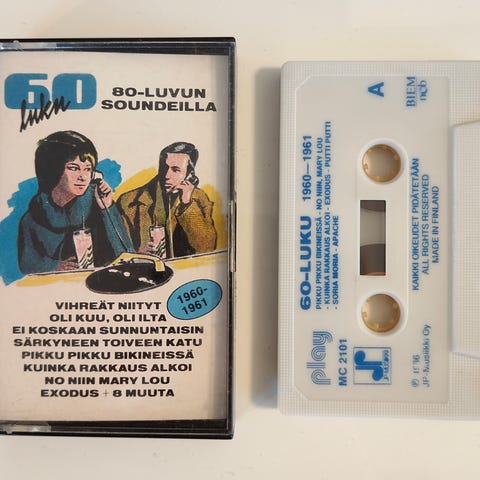 60
luku
80-LUVUN
SOUNDEILLA
1960-
1961
VIHREÄT NIITYT
OLI KUU, OLI ILTA
EI KOSKAAN SUNNUNTAISIN
SÄRKYNEEN TOIVEEN KATU
PIKKU PIKKU BIKINEISSÄ
KUINKA RAKKAUS ALKOI
NO NIIN MARY LOU
EXODUS + 8 MUUTA
A
BIEM
ncb
60-LUKU 1960—1961
PIKKU PIKKU BIKINEISSÄ - NO NIIN, MARY LOU
- KUINKA RAKKAUS ALKOI - EXODUS - PUTTI PUTTI
- SORIA MORIA - APACHE
play
MC 2101
KAIKKI OIKEUDET PIDÄTETÄÄN
ALL RIGHTS RESERVED
MADE IN FINLAND
JP-Musiikki Oy